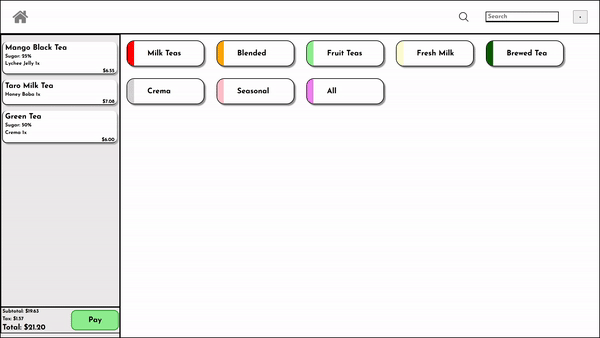 Search
Mango Black Tea
Sugar: 25%
Lychee Jelly 1x
$6.55
Taro Milk Tea
Honey Boba 1x
$7.08
Green Tea
Sugar: 50%
Crema 1x
$6.00
Milk Teas
Blended
Fruit Teas
Fresh Milk
Brewed Tea
Crema
Seasonal
All
Subtotal: $19.63
Tax: $1.57
Total: $21.20
Pay